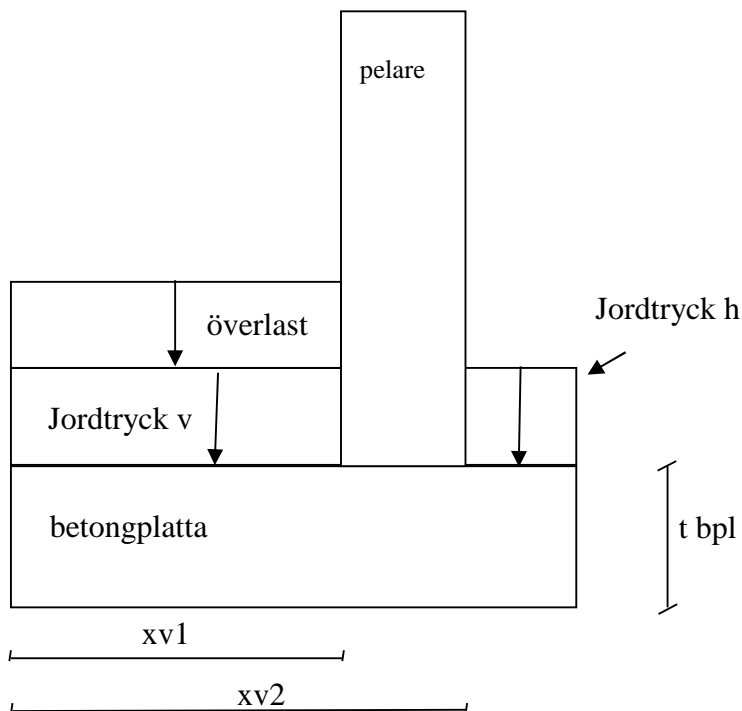 pelare
överlast
Jordtryck h
Jordtryck v
betongplatta
t bpl
xv1
xv2